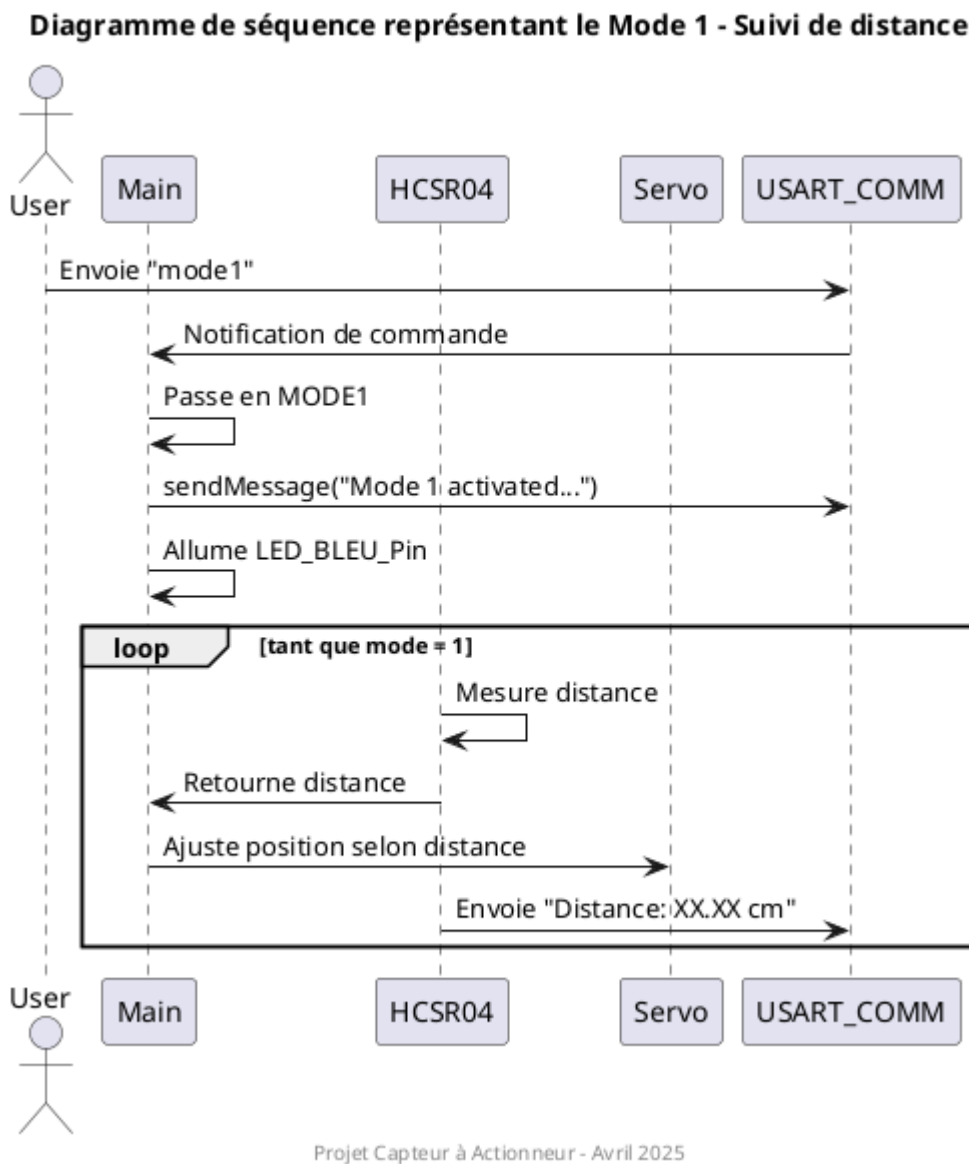 Diagramme de séquence représentant le Mode 1 - Suivi de distance
User
Main
HCSR04
Servo
USART_COMM
Envoie "mode1"
Notification de commande
Passe en MODE1
sendMessage("Mode 1 activated...")
Allume LED_BLEU_Pin
loop
[tant que mode = 1]
Mesure distance
Retourne distance
Ajuste position selon distance
Envoie "Distance: XX.XX cm"
User
Main
HCSR04
Servo
USART_COMM
Projet Capteur à Actionneur - Avril 2025